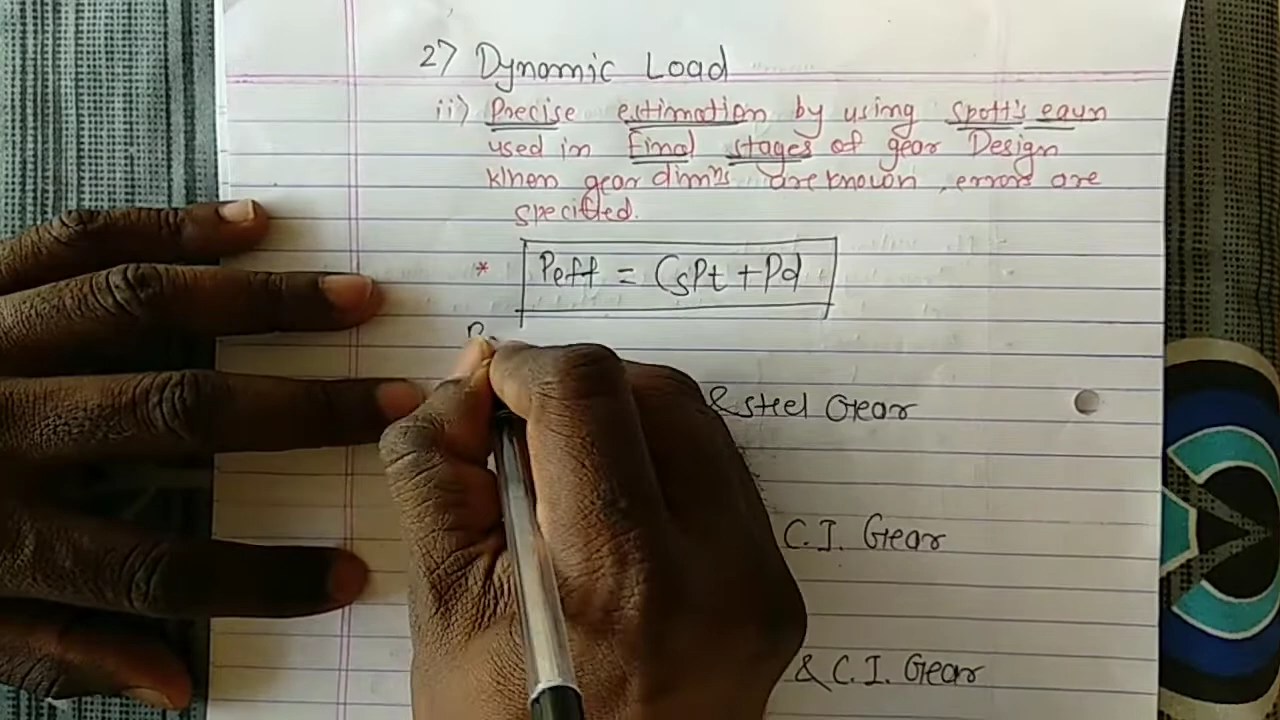 2) Dynamic Load
ii) Precise estimation by using Spott's equn
used in Final stages of gear Design
When gear dimns are known, errors are
specified.
* Peff = CsPt + Pd
& steel Gear
C.I. Gear
& C.I. Gear